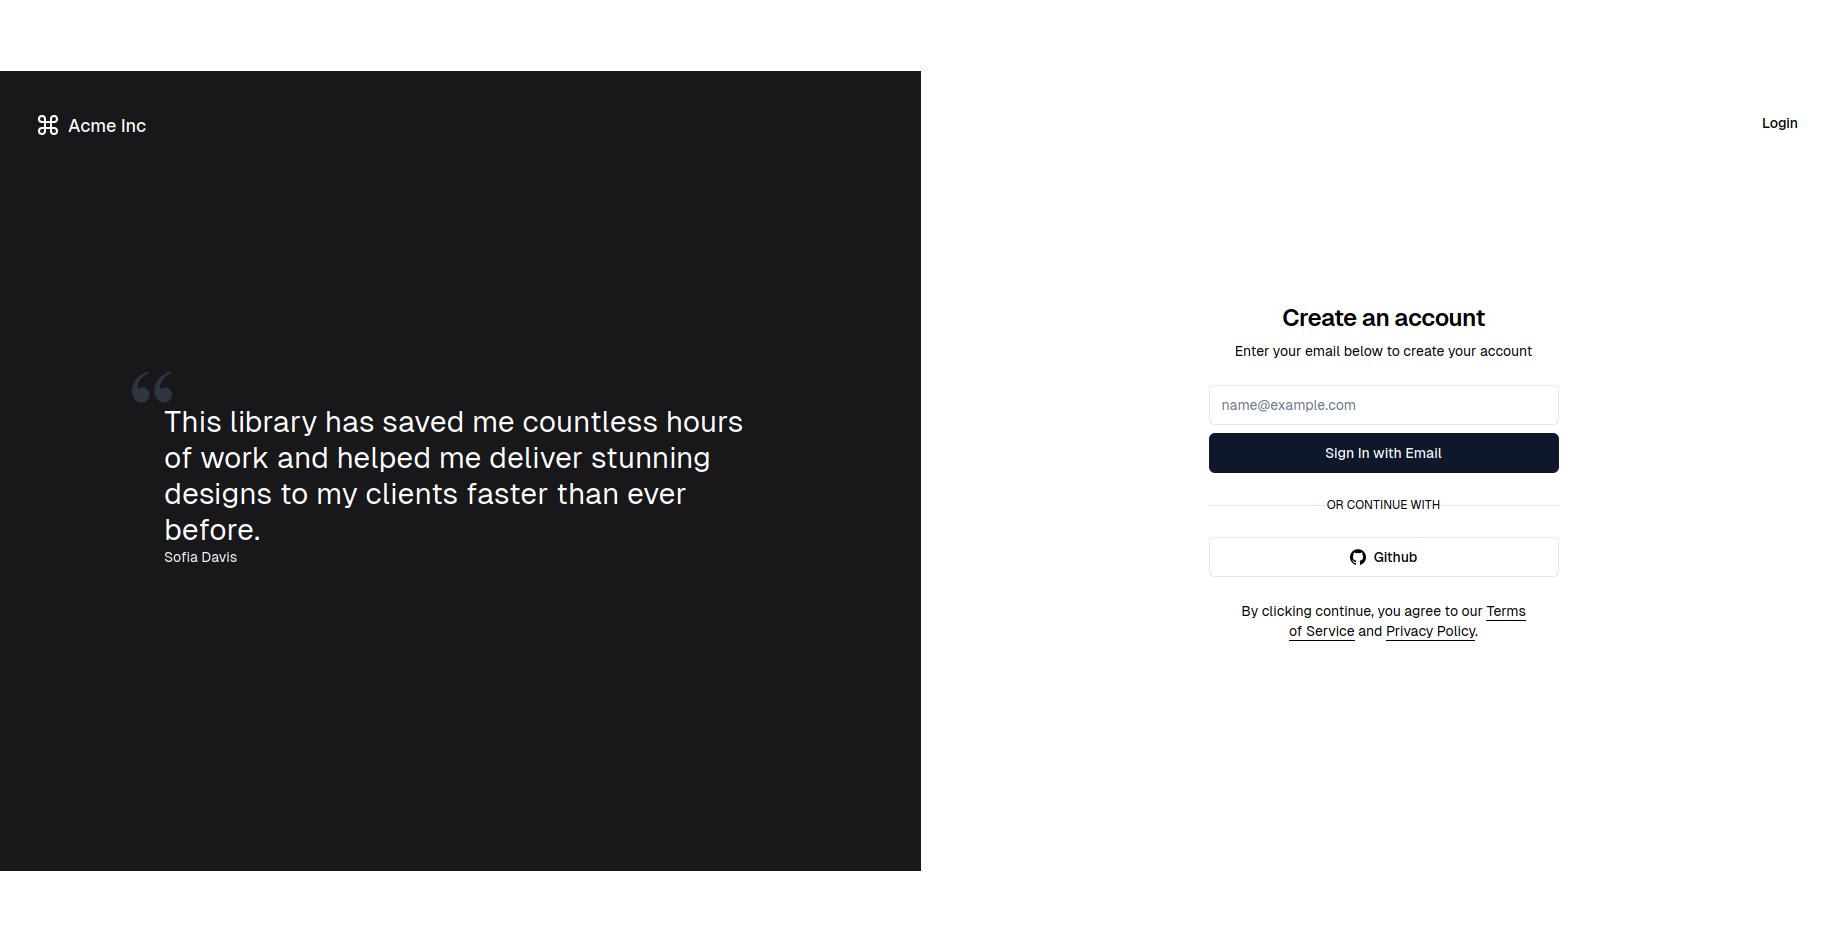 Acme Inc
Login
“
This library has saved me countless hours
of work and helped me deliver stunning
designs to my clients faster than ever
before.
Sofia Davis
Create an account
Enter your email below to create your account
name@example.com
Sign In with Email
OR CONTINUE WITH
Github
By clicking continue, you agree to our Terms
of Service and Privacy Policy.